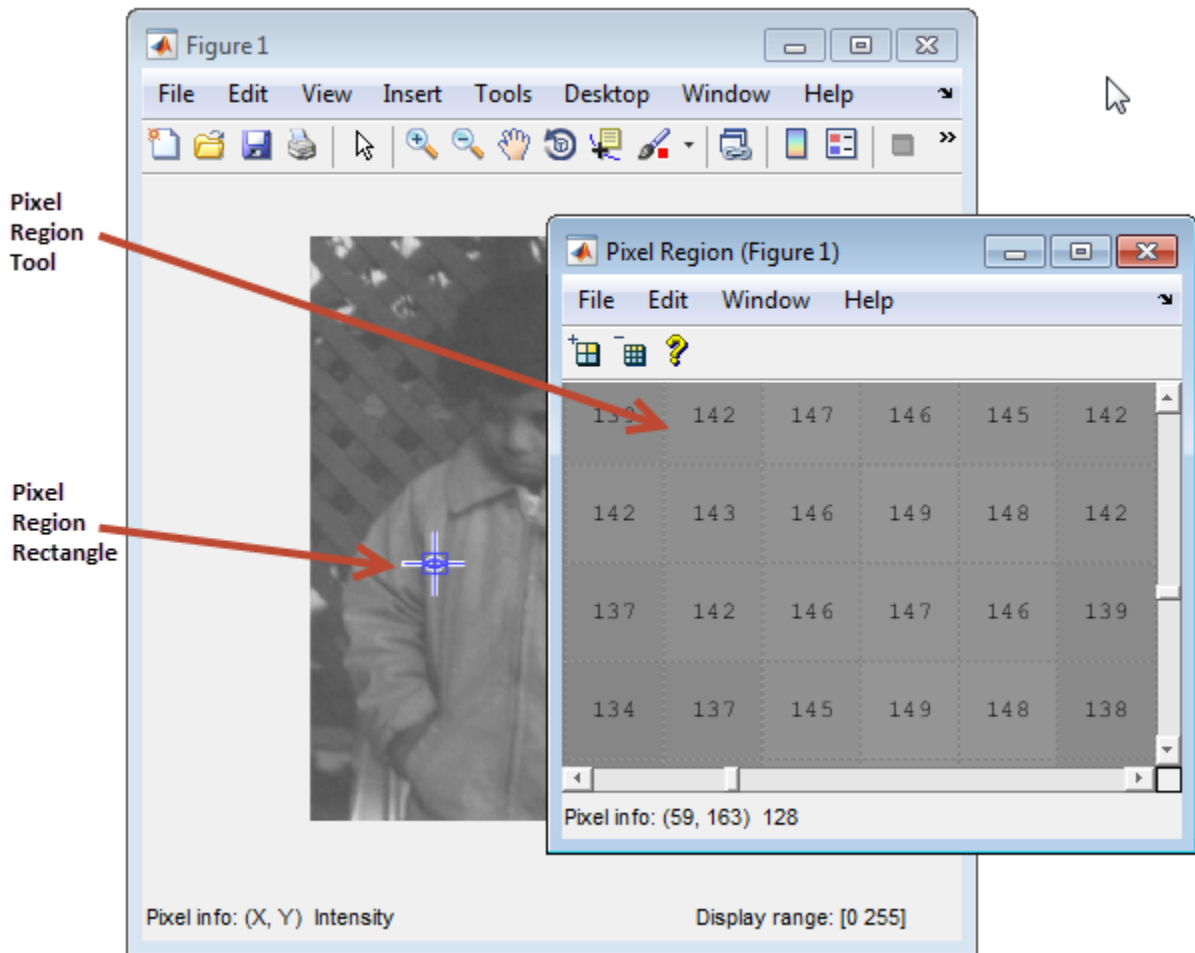 Figure 1
File Edit View Insert Tools Desktop Window Help
Pixel
Region
Tool
Pixel Region (Figure 1)
File Edit Window Help
139 142 147 146 145 142
142 143 146 149 148 142
137 142 146 147 146 139
134 137 145 149 148 138
Pixel info: (59, 163) 128
Pixel
Region
Rectangle
Pixel info: (X, Y) Intensity
Display range: [0 255]